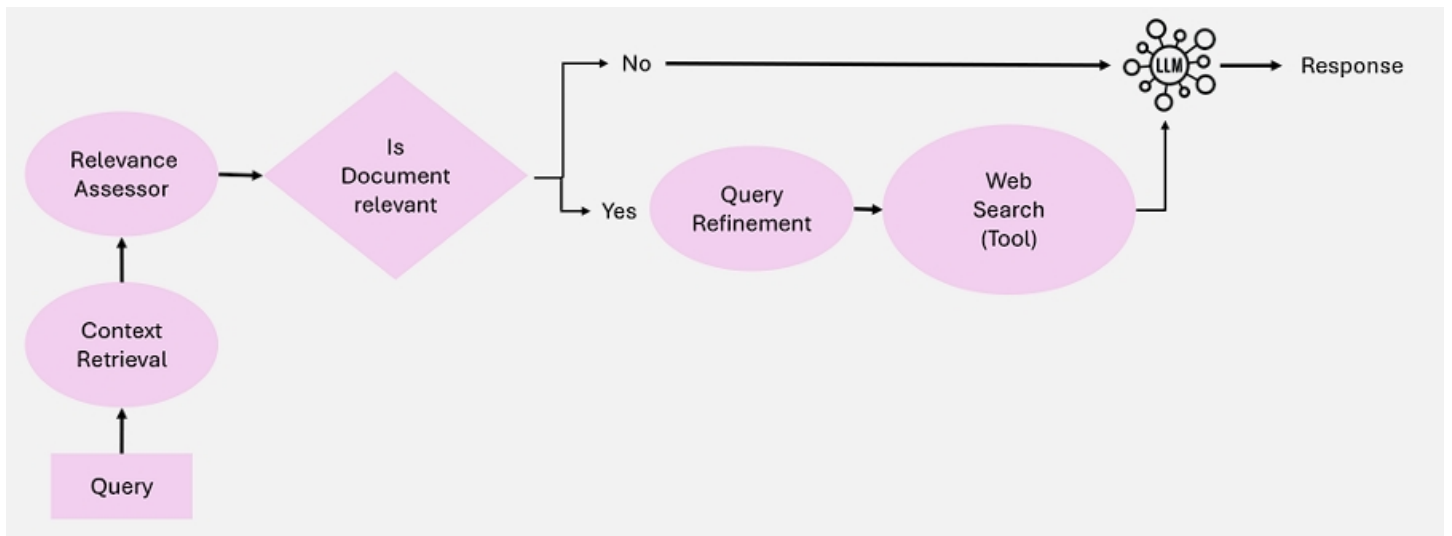 No
LLM
Response
Relevance
Assessor
Is
Document
relevant
Yes
Query
Refinement
Web
Search
(Tool)
Context
Retrieval
Query